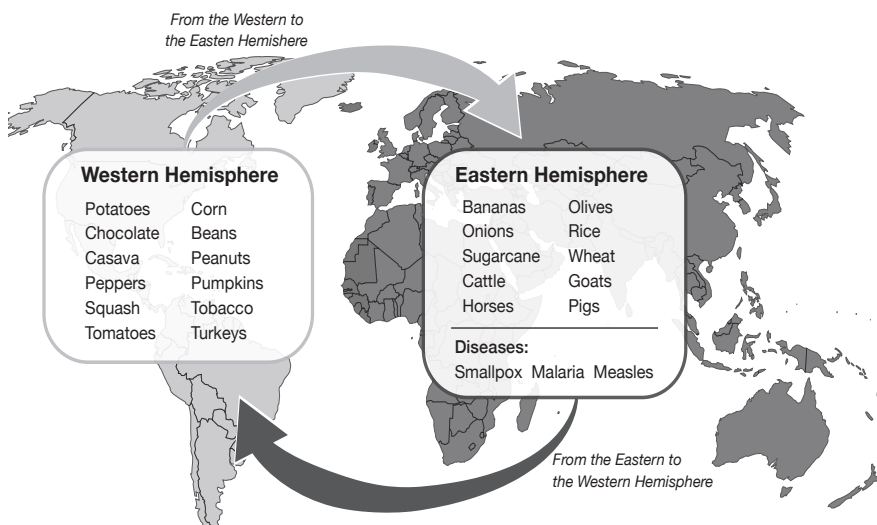 From the Western to
the Easten Hemishere
Western Hemisphere
Potatoes Corn
Chocolate Beans
Casava Peanuts
Peppers Pumpkins
Squash Tobacco
Tomatoes Turkeys
Eastern Hemisphere
Bananas Olives
Onions Rice
Sugarcane Wheat
Cattle Goats
Horses Pigs
Diseases:
Smallpox Malaria Measles
From the Eastern to
the Western Hemisphere